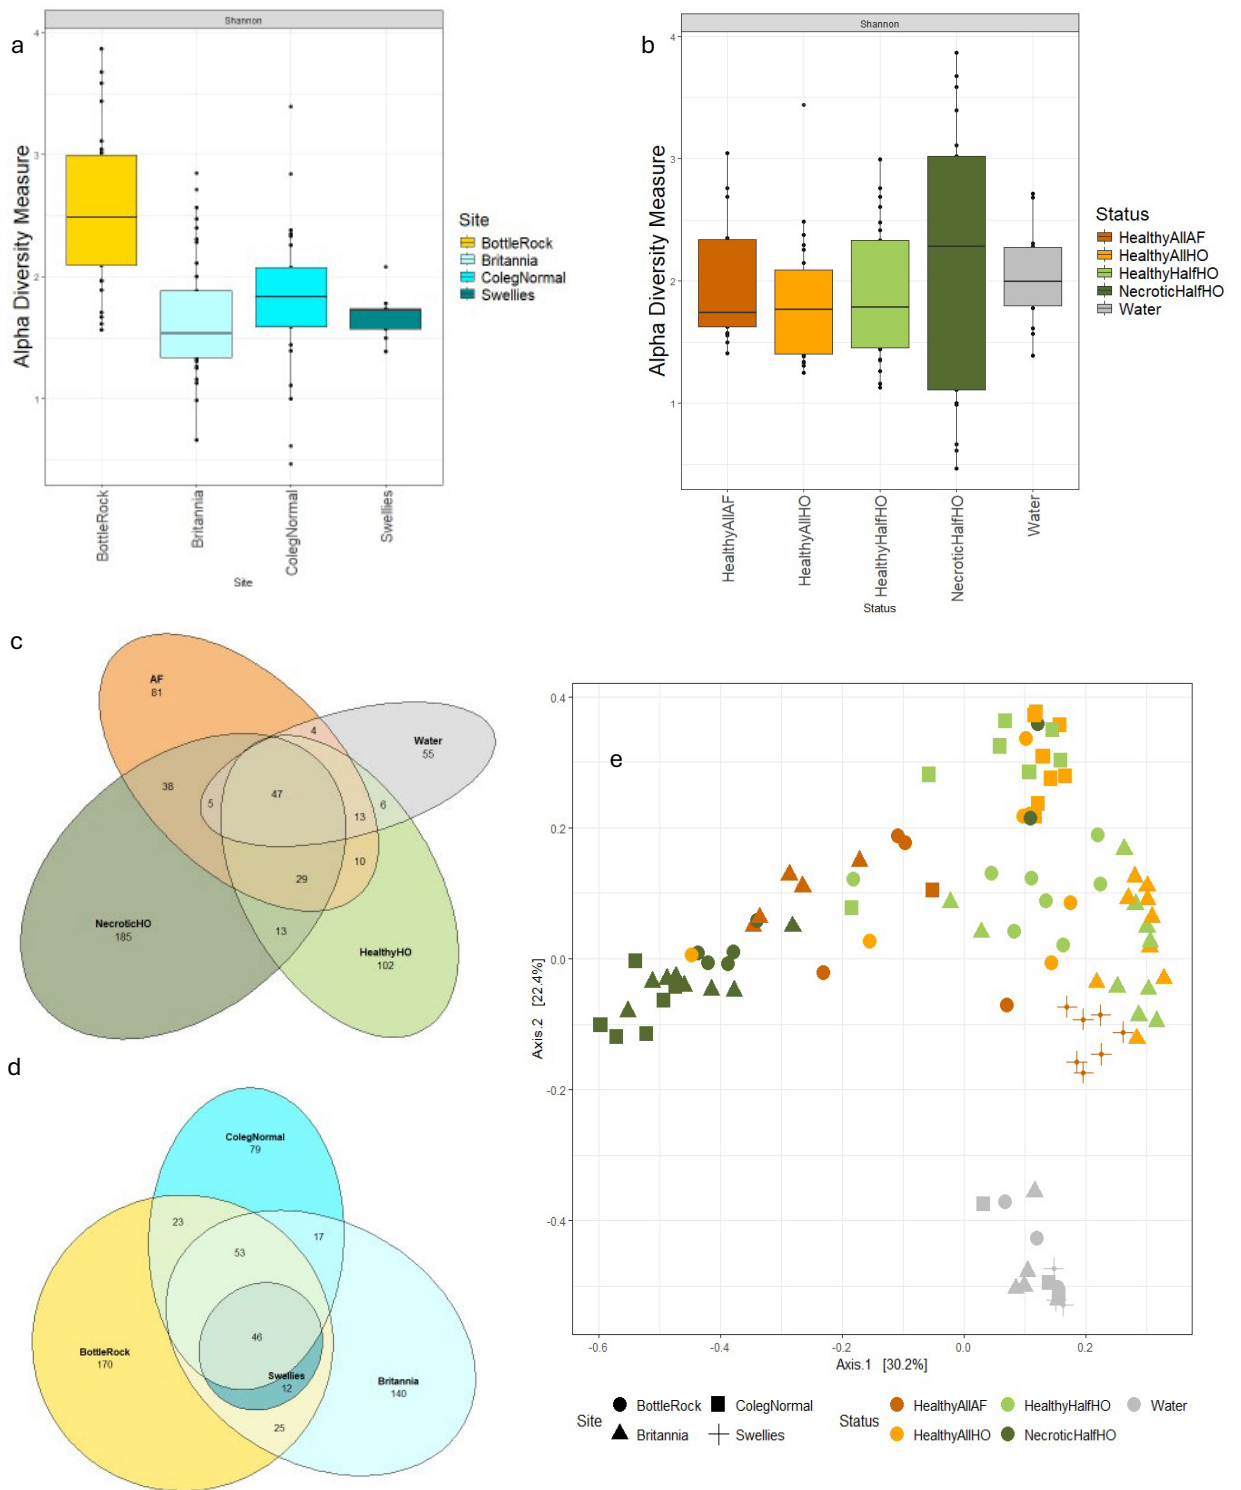 a
Shannon
4
3
2
1
Alpha Diversity Measure
BottleRock
Britannia
ColegNormal
Swellies
Site
Site
BottleRock
Britannia
ColegNormal
Swellies
b
Shannon
4
3
2
1
Alpha Diversity Measure
HealthyAllAF
HealthyAllHO
HealthyHalfHO
NecroticHalfHO
Water
Status
Status
HealthyAllAF
HealthyAllHO
HealthyHalfHO
NecroticHalfHO
Water
c
AF
81
4
Water
55
38
5
47
6
13
10
29
NecroticHO
185
13
HealthyHO
102
d
ColegNormal
79
23
17
53
46
BottleRock
170
Swellies
12
Britannia
140
25
e
0.4
0.2
0.0
-0.2
-0.4
Axis.2 [22.4%]
-0.6
-0.4
-0.2
0.0
0.2
Axis.1 [30.2%]
Site
BottleRock
ColegNormal
Britannia
Swellies
Status
HealthyAllAF
HealthyHalfHO
Water
HealthyAllHO
NecroticHalfHO